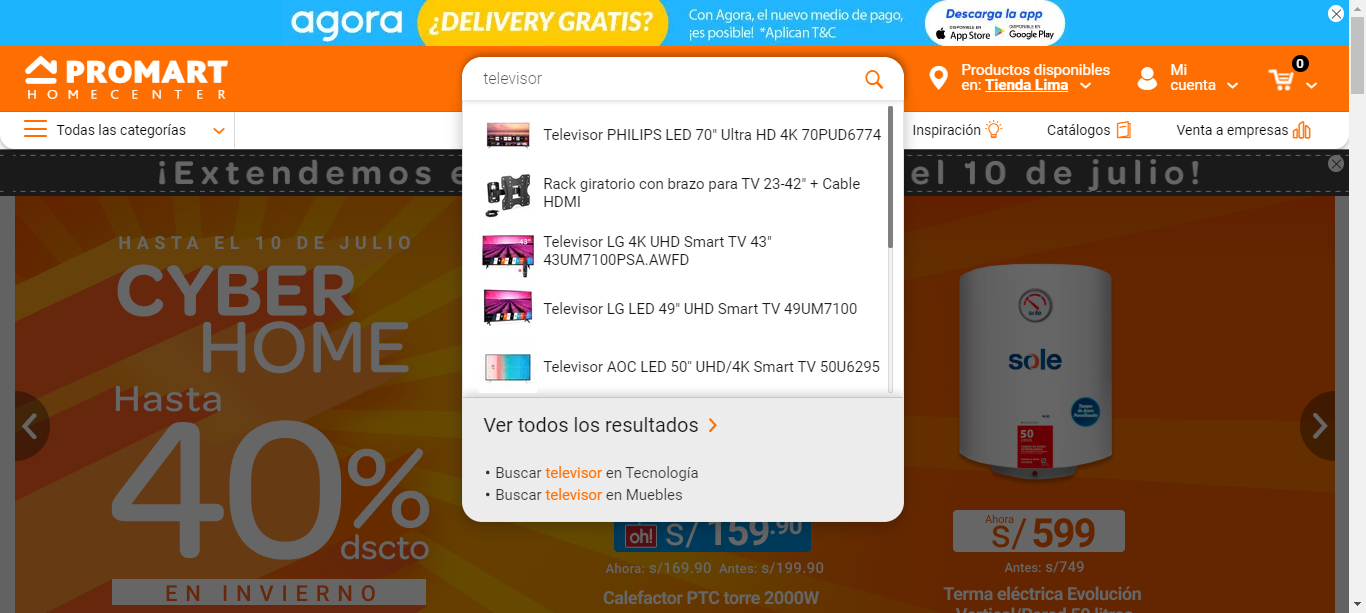 agora
¿DELIVERY GRATIS?
Con Agora, el nuevo medio de pago,
¡es posible! *Aplican T&C
Descarga la app
DISPONIBLE EN
App Store
DISPONIBLE EN
Google Play
PROMART
HOMECENTER
televisor
Productos disponibles
en: Tienda Lima
Mi
cuenta
0
Todas las categorías
Inspiración
Catálogos
Venta a empresas
¡Extendemos
el 10 de julio!
Televisor PHILIPS LED 70" Ultra HD 4K 70PUD6774
Rack giratorio con brazo para TV 23-42" + Cable
HDMI
Televisor LG 4K UHD Smart TV 43"
43UM7100PSA.AWFD
Televisor LG LED 49" UHD Smart TV 49UM7100
Televisor AOC LED 50" UHD/4K Smart TV 50U6295
Ver todos los resultados
• Buscar televisor en Tecnología
• Buscar televisor en Muebles
HASTA EL 10 DE JULIO
CYBER
HOME
Hasta
40%
dscto
EN INVIERNO
oh! S/ 159.90
Ahora: s/169.90 Antes: s/199.90
Calefactor PTC torre 2000W
sole
50
Ahora
S/ 599
Antes: s/749
Terma eléctrica Evolución